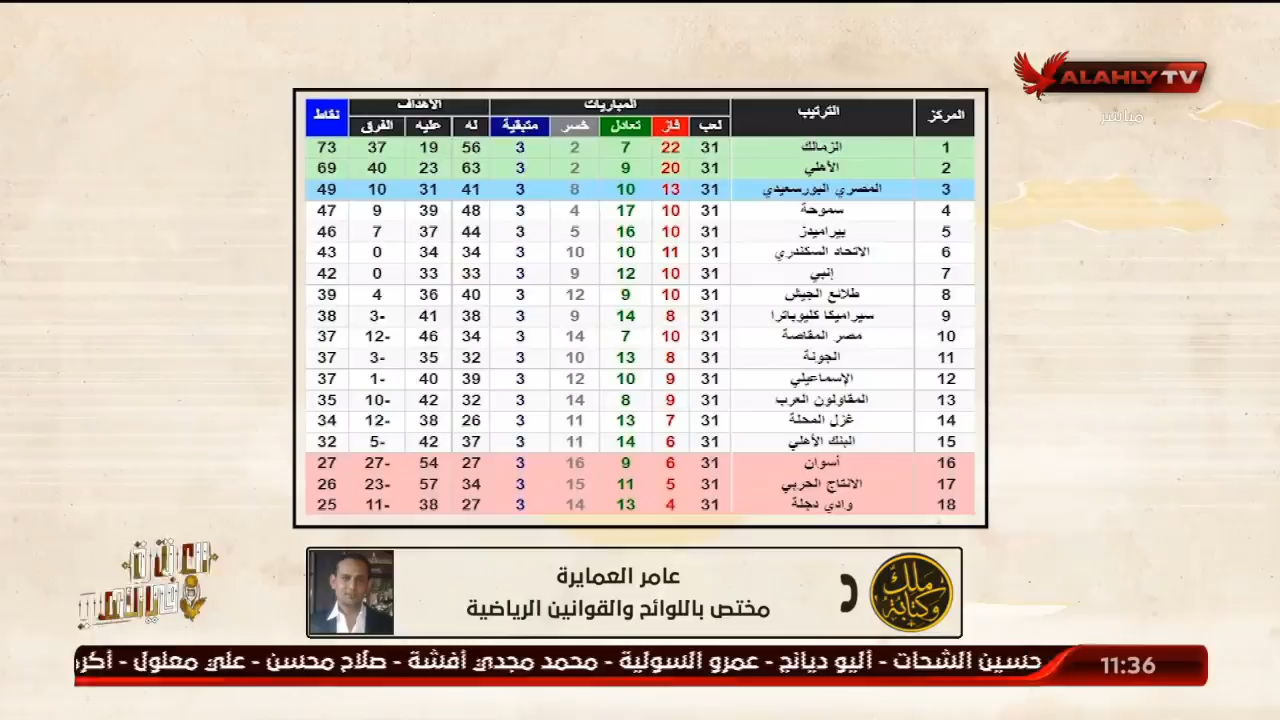 ALAHLY TV
مباشر
المركز الترتيب المباريات الأهداف نقاط
لعب فاز تعادل خسر متبقية له عليه الفرق
1 الزمالك 31 22 7 2 3 56 19 37 73
2 الأهلي 31 20 9 2 3 63 23 40 69
3 المصري البورسعيدي 31 13 10 8 3 41 31 10 49
4 سموحة 31 10 17 4 3 48 39 9 47
5 بيراميدز 31 10 16 5 3 44 37 7 46
6 الاتحاد السكندري 31 11 10 10 3 34 34 0 43
7 إنبي 31 10 12 9 3 33 33 0 42
8 طلائع الجيش 31 10 9 12 3 40 36 4 39
9 سيراميكا كليوباترا 31 8 14 9 3 38 41 3- 38
10 مصر المقاصة 31 10 7 14 3 34 46 12- 37
11 الجونة 31 8 13 10 3 32 35 3- 37
12 الإسماعيلي 31 9 10 12 3 39 40 1- 37
13 المقاولون العرب 31 9 8 14 3 32 42 10- 35
14 غزل المحلة 31 7 13 11 3 26 38 12- 34
15 البنك الأهلي 31 6 14 11 3 37 42 5- 32
16 أسوان 31 6 9 16 3 27 54 27- 27
17 الانتاج الحربي 31 5 11 15 3 34 57 23- 26
18 وادي دجلة 31 4 13 14 3 27 38 11- 25
ملك وكتابة
عامر العمايرة
مختص باللوائح والقوانين الرياضية
11:36 حسين الشحات - أليو ديانج - عمرو السولية - محمد مجدي أفشة - صلاح محسن - علي معلول - أكر